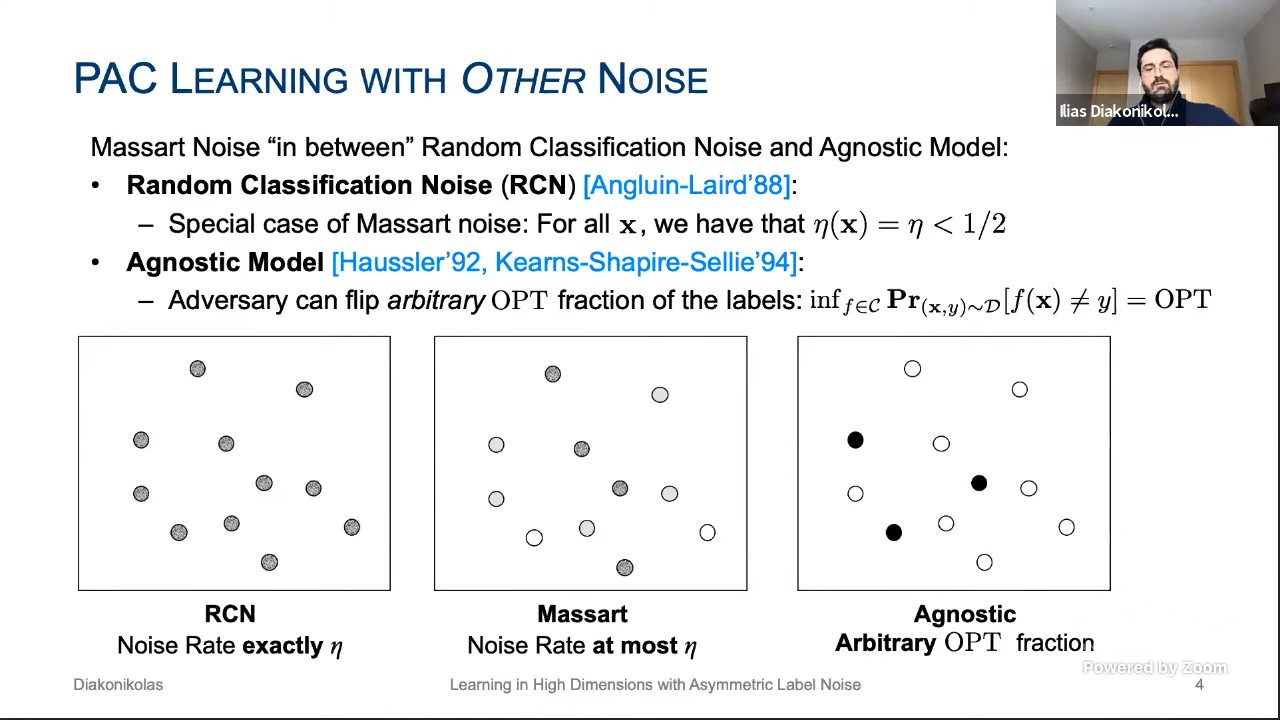 PAC LEARNING WITH OTHER NOISE
Ilias Diakonikol...
Massart Noise “in between” Random Classification Noise and Agnostic Model:
• Random Classification Noise (RCN) [Angluin-Laird’88]:
– Special case of Massart noise: For all x, we have that η(x) = η < 1/2
• Agnostic Model [Haussler’92, Kearns-Shapire-Sellie’94]:
– Adversary can flip arbitrary OPT fraction of the labels: inf_{f∈𝒞} Pr_{(x,y)∼𝒟}[f(x) ≠ y] = OPT
RCN
Noise Rate exactly η
Massart
Noise Rate at most η
Agnostic
Arbitrary OPT fraction
Powered by Zoom
Diakonikolas
Learning in High Dimensions with Asymmetric Label Noise
4